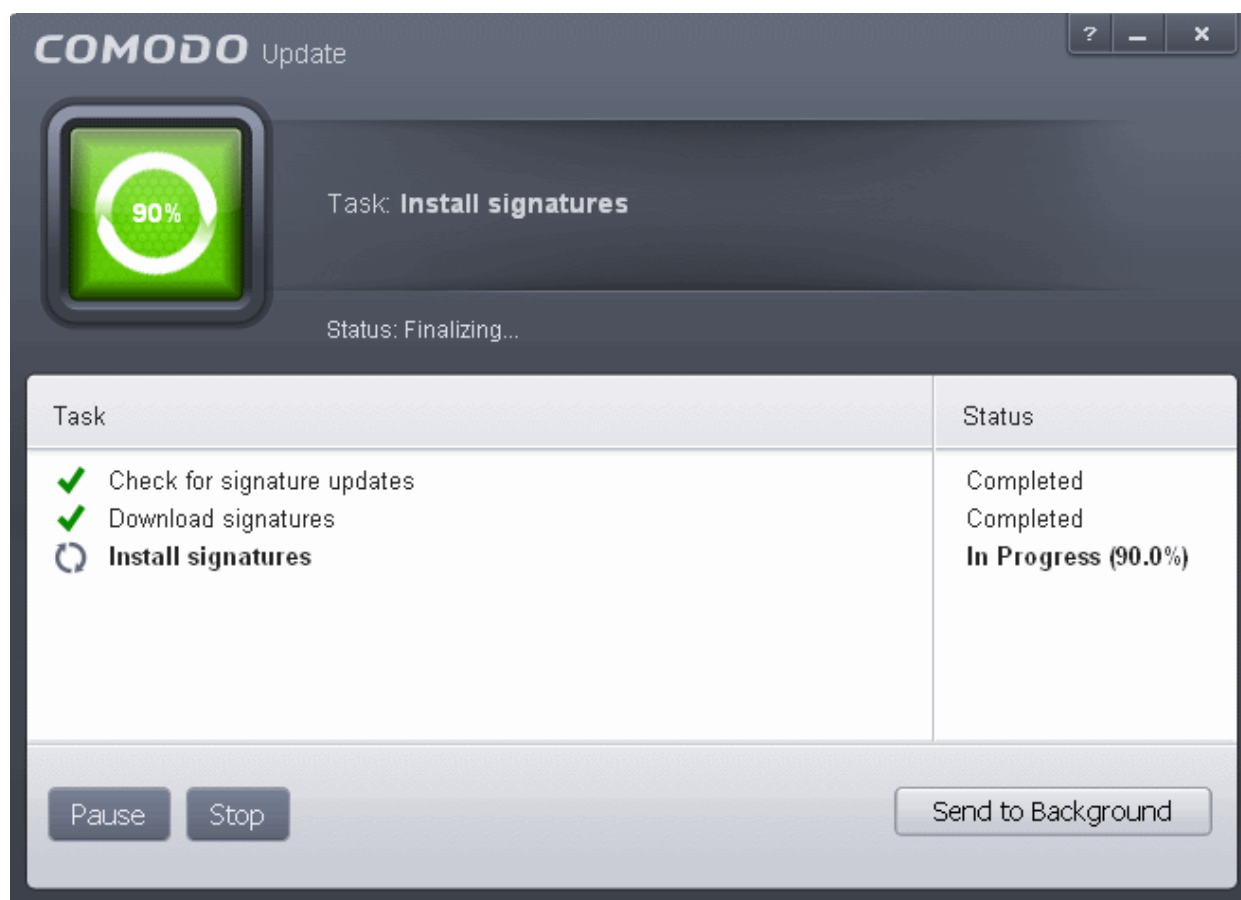 COMODO Update
? – ×
90%
Task: Install signatures
Status: Finalizing...
Task Status
Check for signature updates Completed
Download signatures Completed
Install signatures In Progress (90.0%)
Pause Stop Send to Background